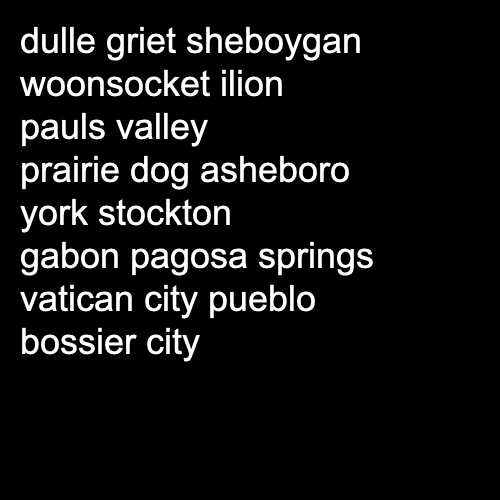 dulle griet sheboygan
woonsocket ilion
pauls valley
prairie dog asheboro
york stockton
gabon pagosa springs
vatican city pueblo
bossier city